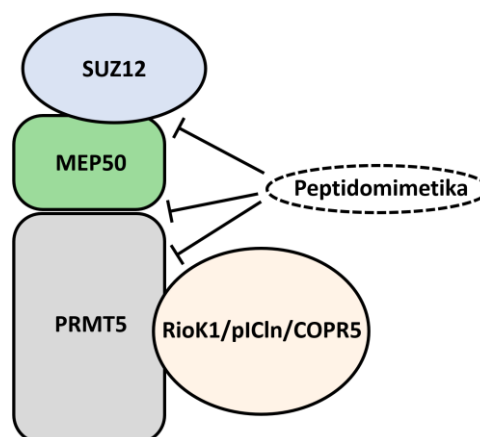 SUZ12
MEP50
Peptidomimetika
PRMT5
RioK1/pICln/COPR5